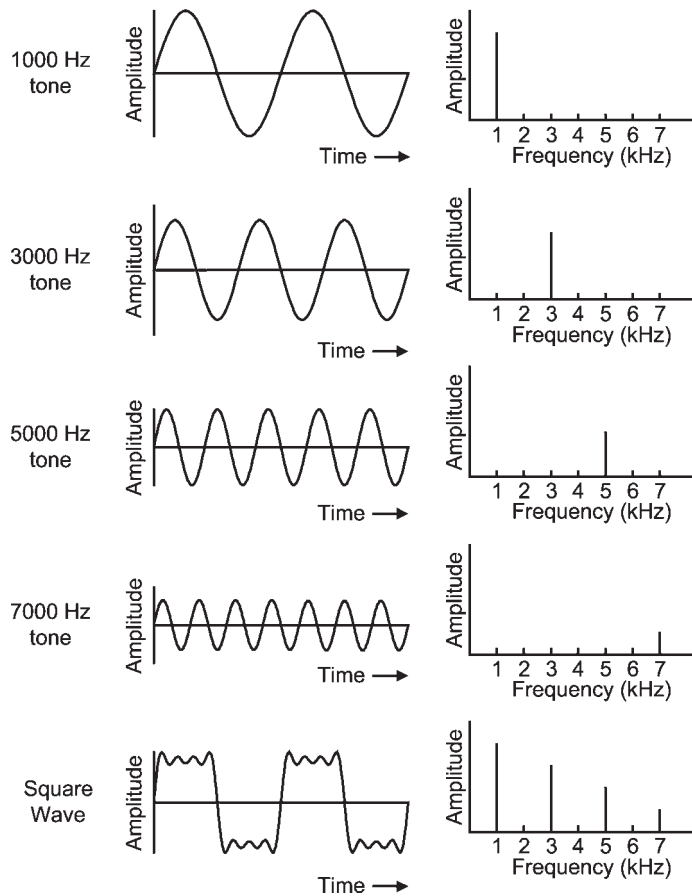 1000 Hz
tone
Amplitude
Time
Amplitude
1 2 3 4 5 6 7
Frequency (kHz)
3000 Hz
tone
Amplitude
Time
Amplitude
1 2 3 4 5 6 7
Frequency (kHz)
5000 Hz
tone
Amplitude
Time
Amplitude
1 2 3 4 5 6 7
Frequency (kHz)
7000 Hz
tone
Amplitude
Time
Amplitude
1 2 3 4 5 6 7
Frequency (kHz)
Square
Wave
Amplitude
Time
Amplitude
1 2 3 4 5 6 7
Frequency (kHz)